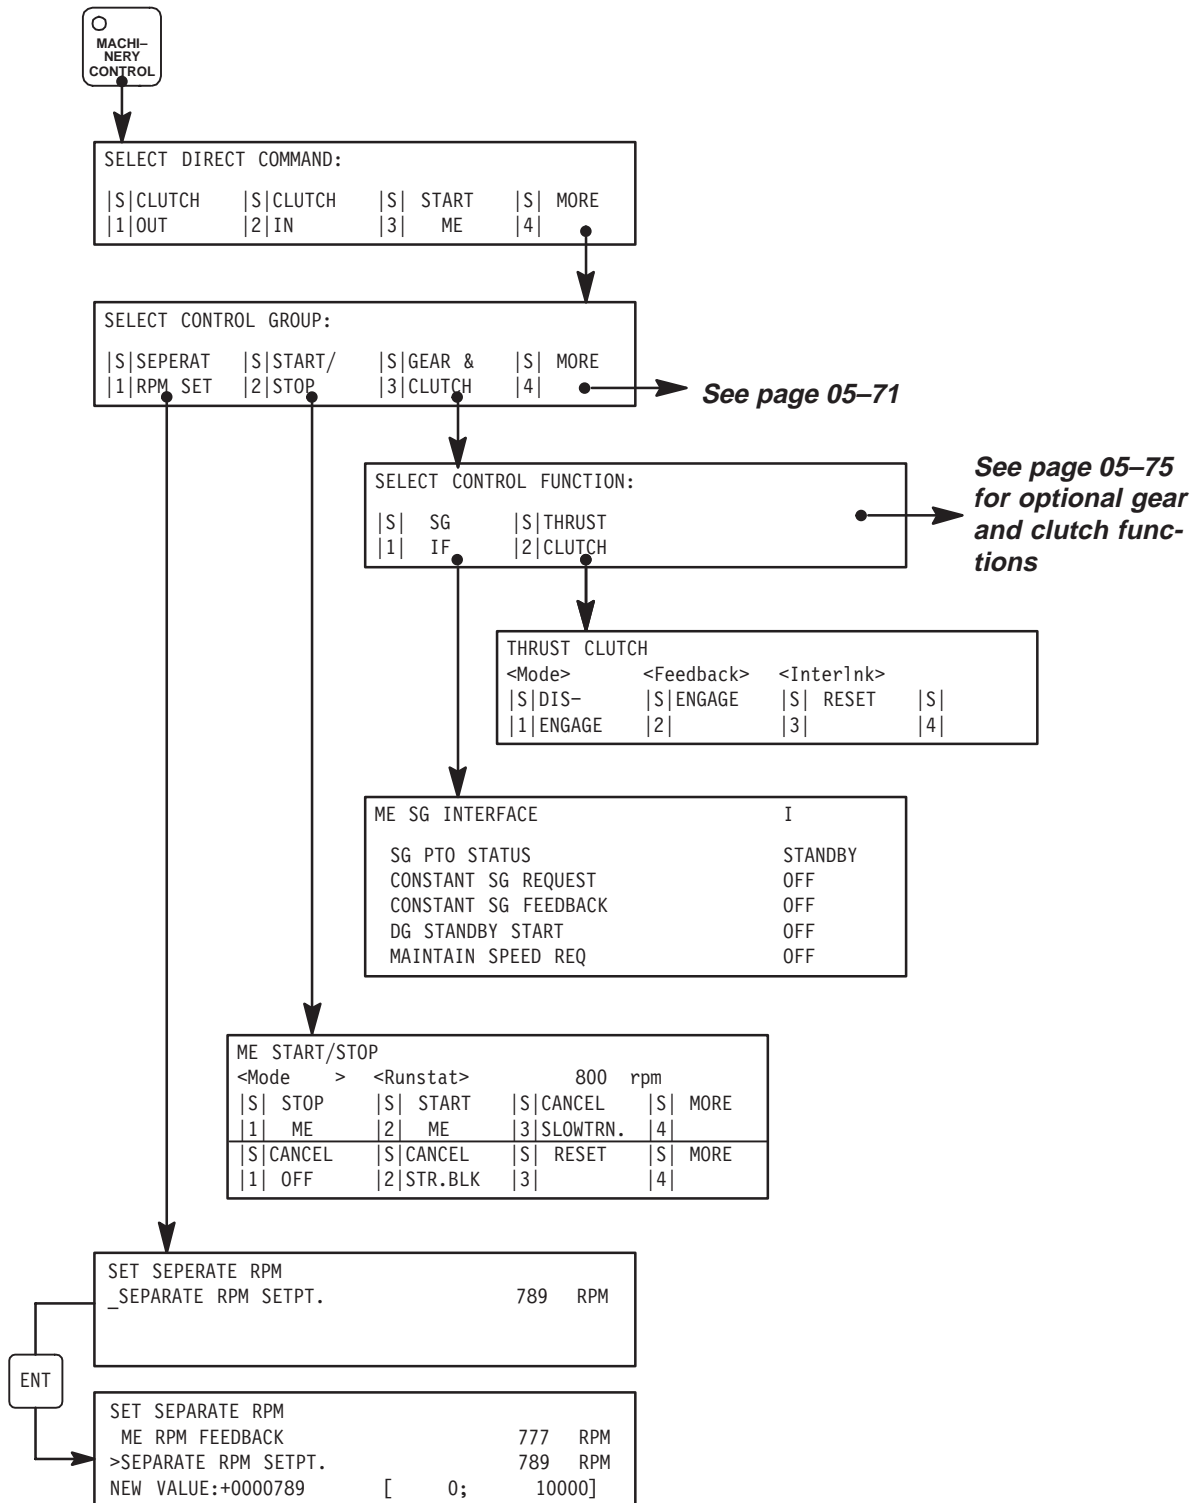 MACHI–
NERY
CONTROL
SELECT DIRECT COMMAND:
|S|CLUTCH |S|CLUTCH |S| START |S| MORE
|1|OUT |2|IN |3| ME |4|
SELECT CONTROL GROUP:
|S|SEPERAT |S|START/ |S|GEAR & |S| MORE
|1|RPM SET |2|STOP |3|CLUTCH |4|
See page 05–71
SELECT CONTROL FUNCTION:
|S| SG |S|THRUST
|1| IF |2|CLUTCH
See page 05–75
for optional gear
and clutch func-
tions
THRUST CLUTCH
<Mode> <Feedback> <Interlnk>
|S|DIS– |S|ENGAGE |S| RESET |S|
|1|ENGAGE |2| |3| |4|
ME SG INTERFACE I
SG PTO STATUS STANDBY
CONSTANT SG REQUEST OFF
CONSTANT SG FEEDBACK OFF
DG STANDBY START OFF
MAINTAIN SPEED REQ OFF
ME START/STOP
<Mode > <Runstat> 800 rpm
|S| STOP |S| START |S|CANCEL |S| MORE
|1| ME |2| ME |3|SLOWTRN. |4|
|S|CANCEL |S|CANCEL |S| RESET |S| MORE
|1| OFF |2|STR.BLK |3| |4|
SET SEPERATE RPM
_SEPARATE RPM SETPT. 789 RPM
ENT
SET SEPARATE RPM
ME RPM FEEDBACK 777 RPM
>SEPARATE RPM SETPT. 789 RPM
NEW VALUE:+0000789 [ 0; 10000]